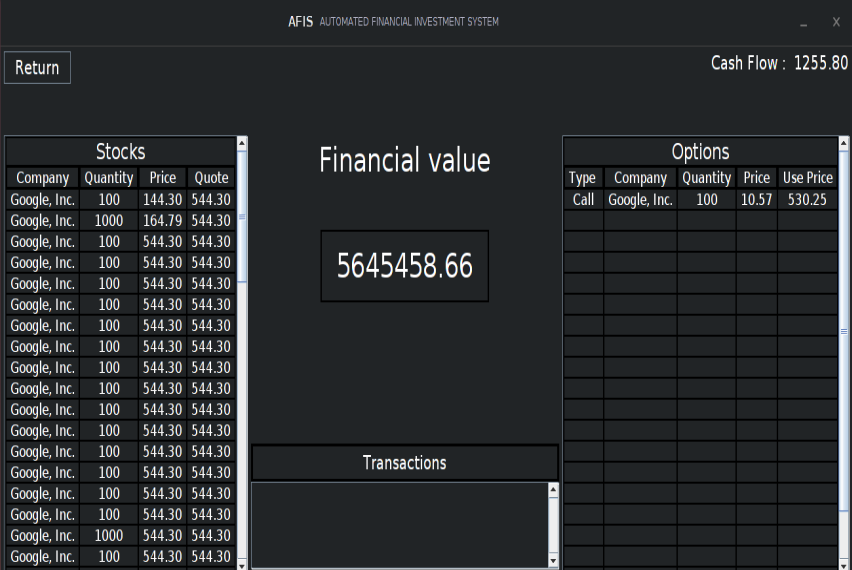 AFIS AUTOMATED FINANCIAL INVESTMENT SYSTEM
_ X
Return
Cash Flow : 1255.80
Stocks
Company Quantity Price Quote
Google, Inc. 100 144.30 544.30
Google, Inc. 1000 164.79 544.30
Google, Inc. 100 544.30 544.30
Google, Inc. 100 544.30 544.30
Google, Inc. 100 544.30 544.30
Google, Inc. 100 544.30 544.30
Google, Inc. 100 544.30 544.30
Google, Inc. 100 544.30 544.30
Google, Inc. 100 544.30 544.30
Google, Inc. 100 544.30 544.30
Google, Inc. 100 544.30 544.30
Google, Inc. 100 544.30 544.30
Google, Inc. 100 544.30 544.30
Google, Inc. 100 544.30 544.30
Google, Inc. 100 544.30 544.30
Google, Inc. 100 544.30 544.30
Google, Inc. 1000 544.30 544.30
Google, Inc. 100 544.30 544.30
Financial value
5645458.66
Transactions
Options
Type Company Quantity Price Use Price
Call Google, Inc. 100 10.57 530.25